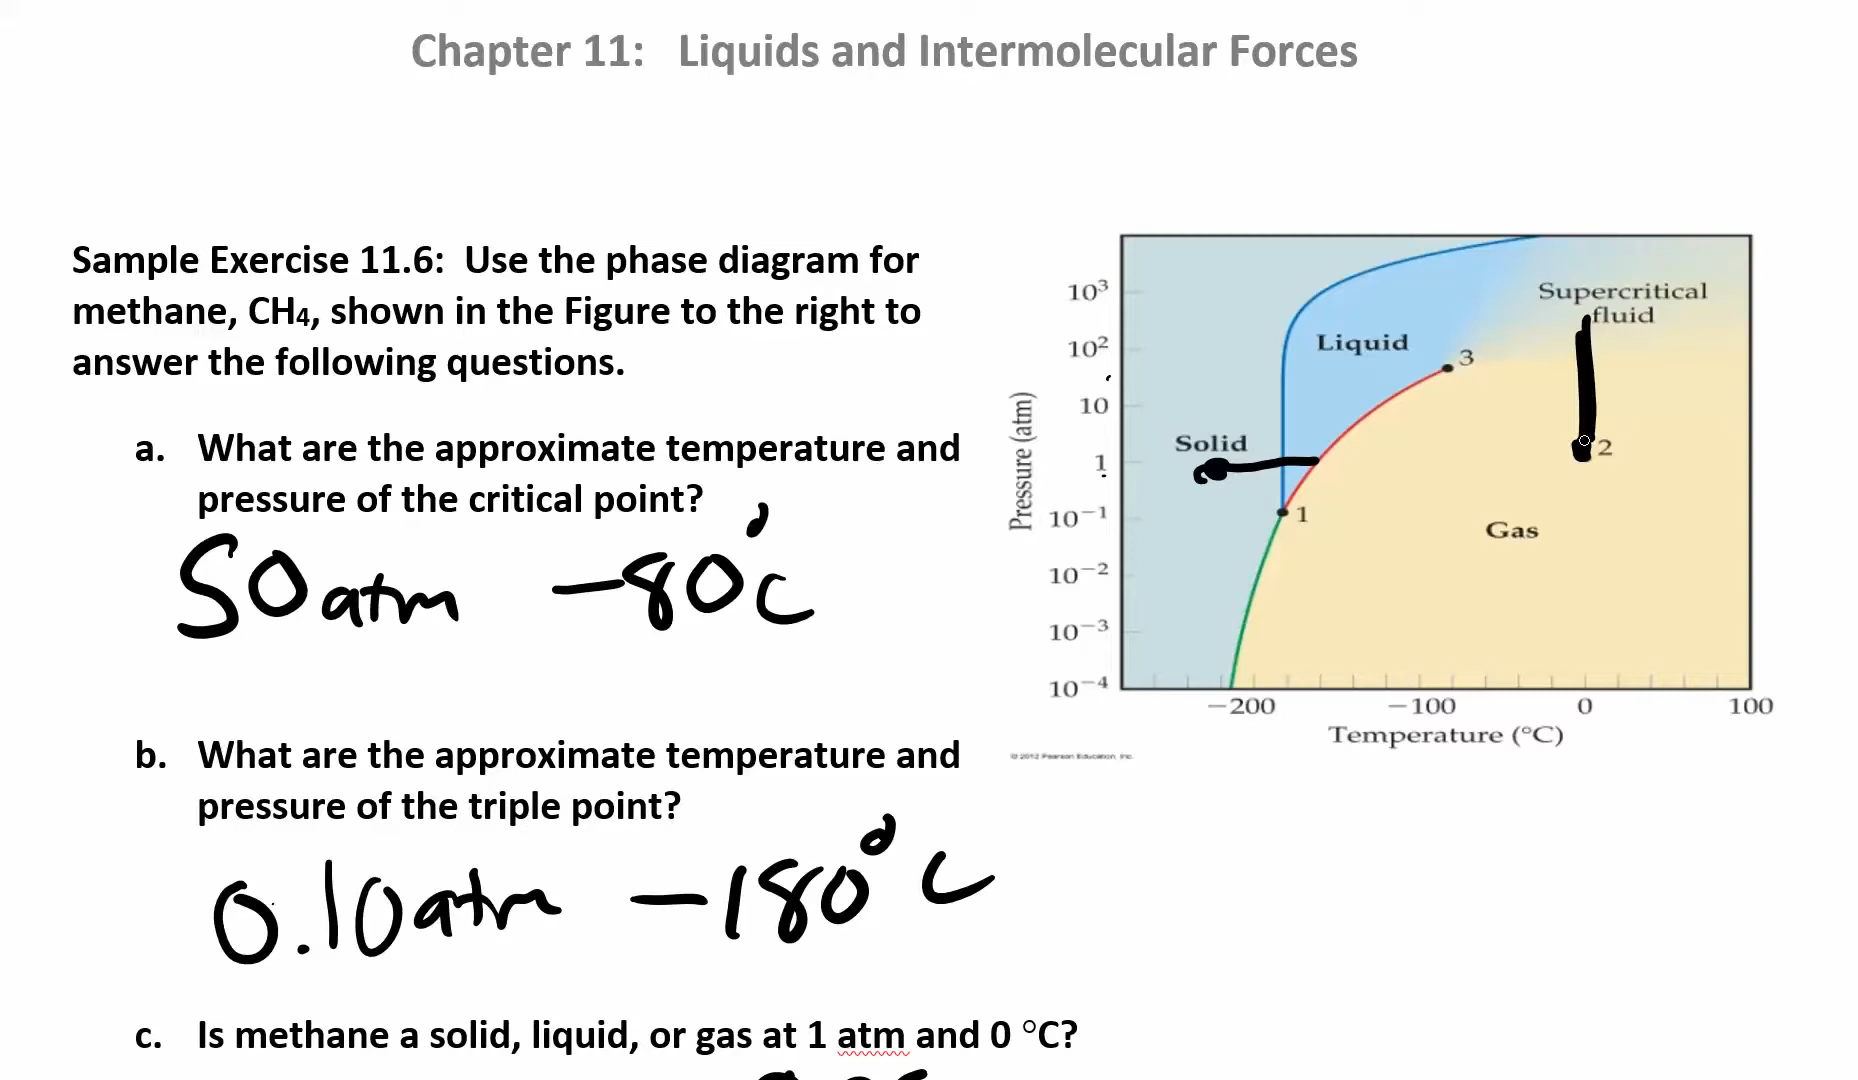 Chapter 11: Liquids and Intermolecular Forces
Sample Exercise 11.6: Use the phase diagram for
methane, CH4, shown in the Figure to the right to
answer the following questions.
a. What are the approximate temperature and
pressure of the critical point?
50 atm -80°C
b. What are the approximate temperature and
pressure of the triple point?
0.10 atm -180°C
c. Is methane a solid, liquid, or gas at 1 atm and 0 °C?
Pressure (atm)
10³
10²
10
1
10⁻¹
10⁻²
10⁻³
10⁻⁴
Supercritical
fluid
Liquid
3
Solid
2
1
Gas
−200 −100 0 100
Temperature (°C)
© 2012 Pearson Education, Inc.